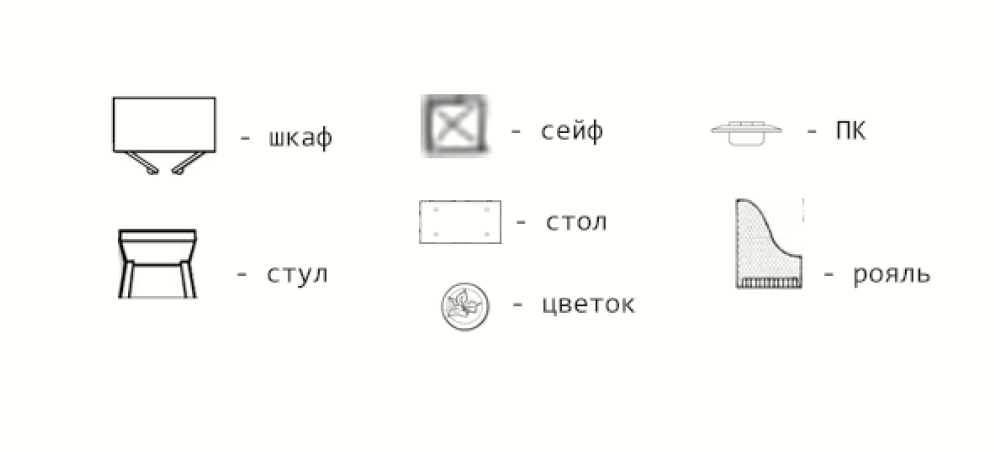 - шкаф
- сейф
- ПК
- стул
- стол
- рояль
- цветок